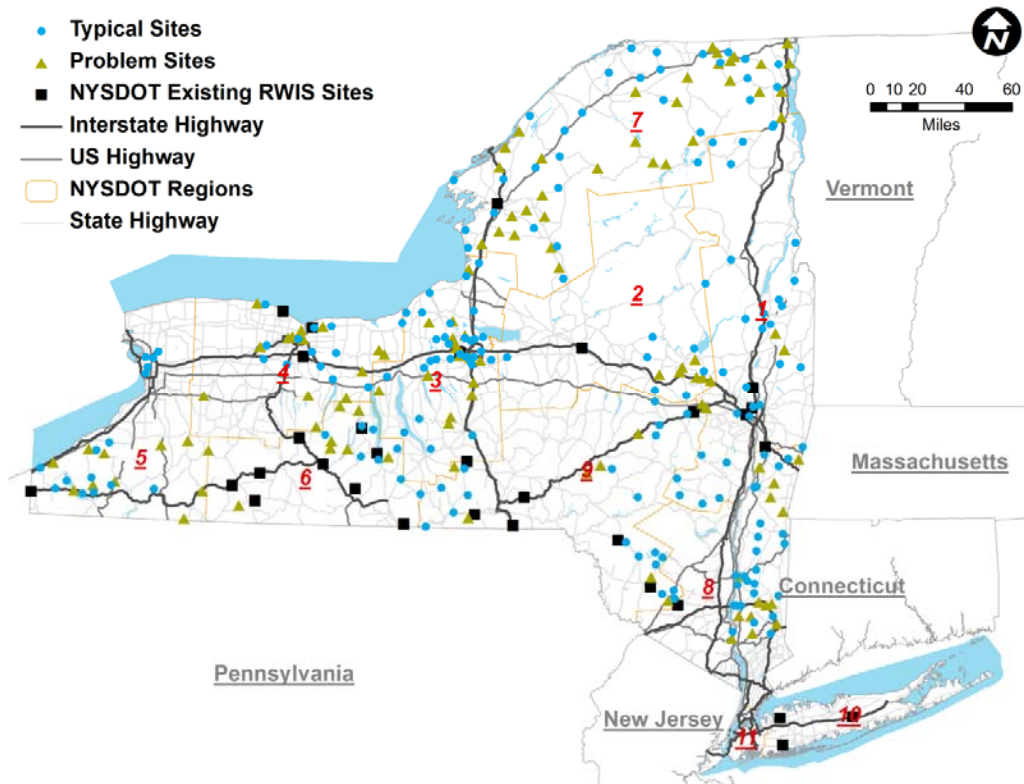 Typical Sites
Problem Sites
NYSDOT Existing RWIS Sites
Interstate Highway
US Highway
NYSDOT Regions
State Highway
N
0 10 20 40 60
Miles
7
Vermont
2
1
4
3
5
6
9
Massachusetts
8
Connecticut
Pennsylvania
New Jersey
10
11